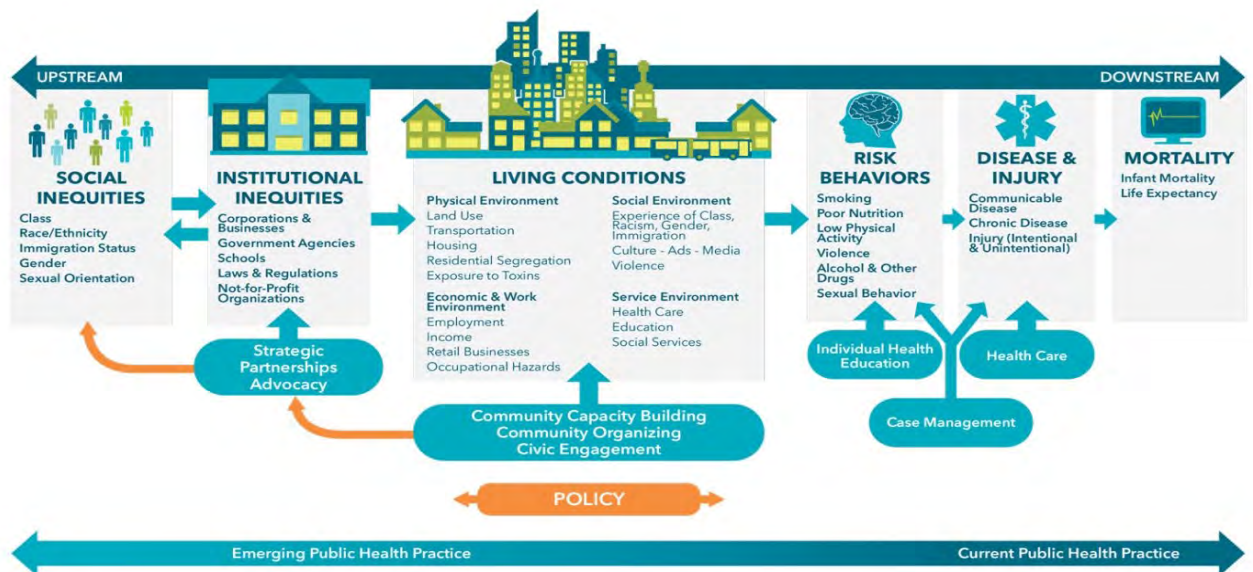 UPSTREAM
DOWNSTREAM
SOCIAL
INEQUITIES
Class
Race/Ethnicity
Immigration Status
Gender
Sexual Orientation
INSTITUTIONAL
INEQUITIES
Corporations &
Businesses
Government Agencies
Schools
Laws & Regulations
Not-for-Profit
Organizations
LIVING CONDITIONS
Physical Environment
Land Use
Transportation
Housing
Residential Segregation
Exposure to Toxins
Economic & Work
Environment
Employment
Income
Retail Businesses
Occupational Hazards
Social Environment
Experience of Class,
Racism, Gender,
Immigration
Culture - Ads - Media
Violence
Service Environment
Health Care
Education
Social Services
RISK
BEHAVIORS
Smoking
Poor Nutrition
Low Physical
Activity
Violence
Alcohol & Other
Drugs
Sexual Behavior
DISEASE &
INJURY
Communicable
Disease
Chronic Disease
Injury (Intentional
& Unintentional)
MORTALITY
Infant Mortality
Life Expectancy
Strategic
Partnerships
Advocacy
Community Capacity Building
Community Organizing
Civic Engagement
Individual Health
Education
Health Care
Case Management
POLICY
Emerging Public Health Practice
Current Public Health Practice